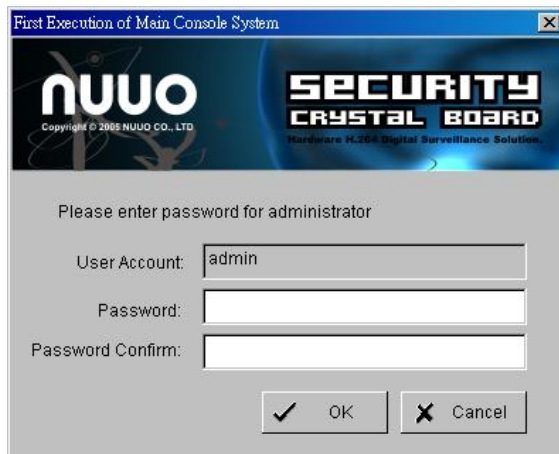 First Execution of Main Console System
nuuo
Copyright © 2005 NUUO CO., LTD
SECURITY
CRYSTAL BOARD
Hardware H.264 Digital Surveillance Solution.
Please enter password for administrator
User Account: admin
Password:
Password Confirm:
OK Cancel